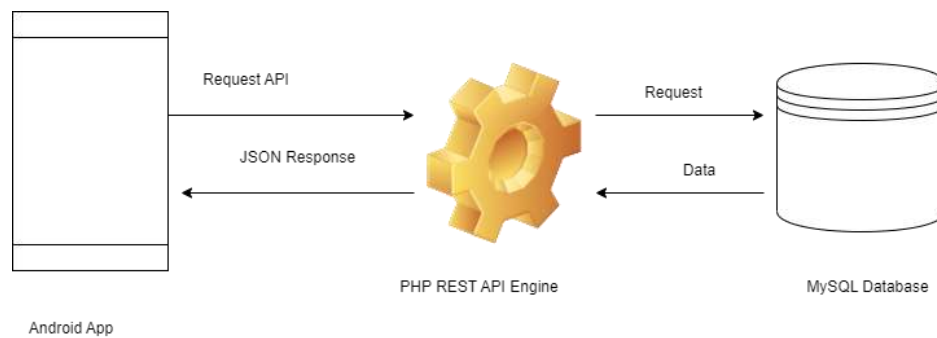 Request API
Request
JSON Response
Data
PHP REST API Engine
MySQL Database
Android App